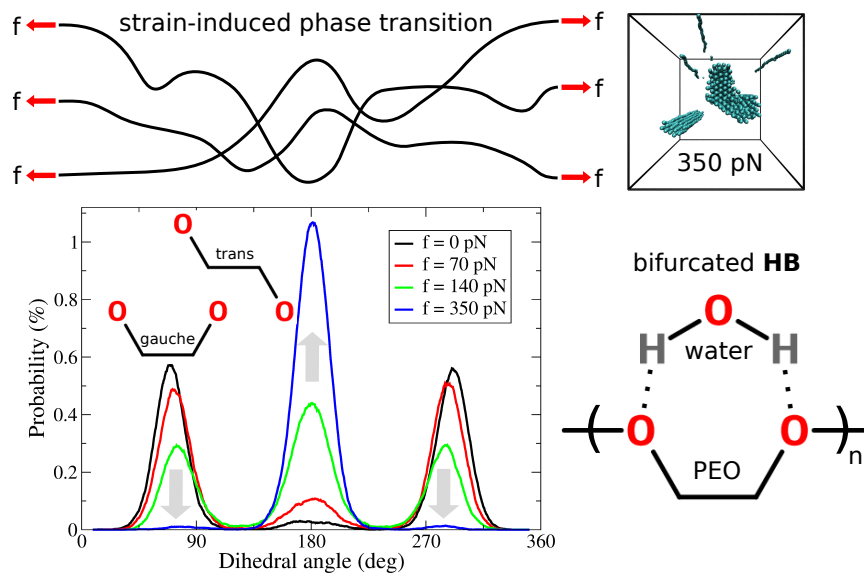 strain-induced phase transition
f
f
f
f
f
f
350 pN
Probability (%)
1
0.8
0.6
0.4
0.2
0
0
90
180
270
360
Dihedral angle (deg)
O
trans
O
O
O
gauche
f = 0 pN
f = 70 pN
f = 140 pN
f = 350 pN
bifurcated HB
O
H
H
water
O
O
n
PEO